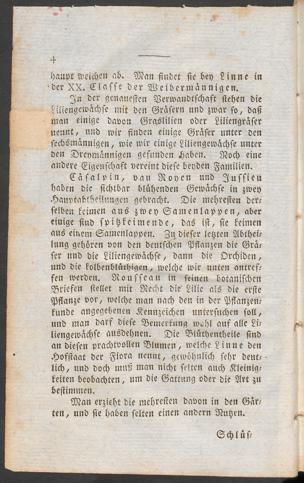 4
haupt weichen ab. Man findet sie bey Linne in
der XX. Classe der Weibermännigen.
In der genauesten Verwandtschaft stehen die
Liliengewächse mit den Gräsern und zwar so, daß
man einige davon Graslilien oder Liliengräser
nennt, und wir finden einige Gräser unter den
sechsmännigen, wie wir einige Liliengewächse unter
den Dreymännigen gefunden haben. Noch eine
andere Eigenschaft vereint diese beyden Familien.
Cäsalpin, van Royen und Jussieu
haben die sichtbar blühenden Gewächse in zwey
Hauptabtheilungen gebracht. Die mehresten der-
selben keimen aus zwey Samenlappen, aber
einige sind spitzkeimende, das ist, sie keimen
aus einem Samenlappen. Zu dieser letzten Abthei-
lung gehören von den deutschen Pflanzen die Grä-
ser und die Liliengewächse, dann die Orchiden,
und die kolbenblüthigen, welche wir unten antref-
fen werden. Rousseau in seinen botanischen
Briefen stellet mit Recht die Lilie als die erste
Pflanze vor, welche man nach den in der Pflanzen-
kunde angegebenen Kennzeichen untersuchen soll,
und man darf diese Bemerkung wohl auf alle Li-
liengewächse ausdehnen. Die Blüthentheile sind
an diesen prachtvollen Blumen, welche Linne den
Hofstaat der Flora nennt, gewöhnlich sehr deut-
lich, und doch muß man nicht selten auch Kleinig-
keiten beobachten, um die Gattung oder die Art zu
bestimmen.
Man erzieht die mehresten davon in den Gär-
ten, und sie haben selten einen andern Nutzen.
Schlüs-